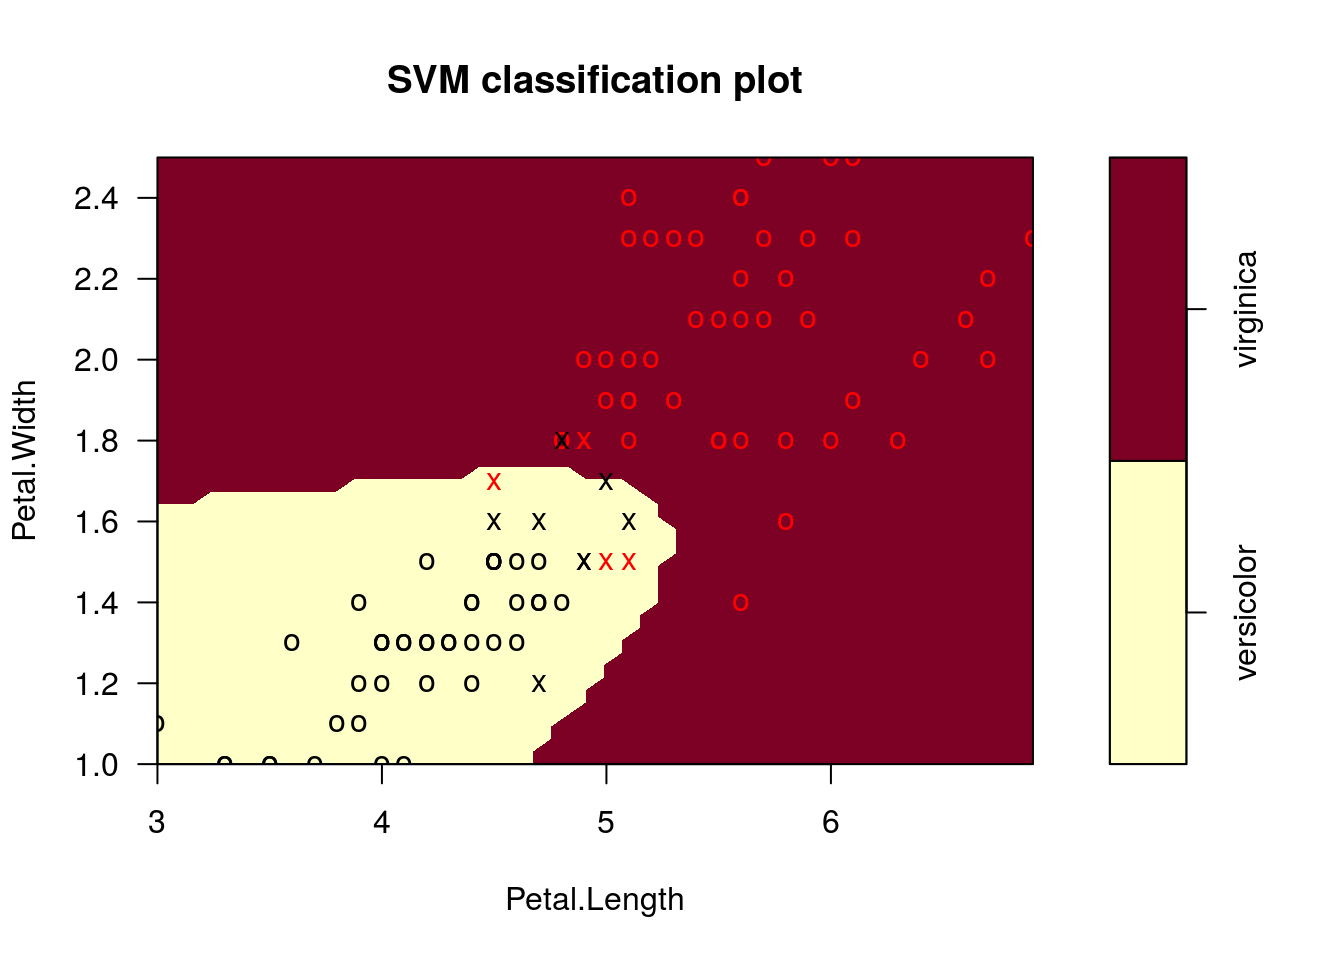 SVM classification plot
Petal.Width
2.4
2.2
2.0
1.8
1.6
1.4
1.2
1.0
3 4 5 6
Petal.Length
virginica
versicolor